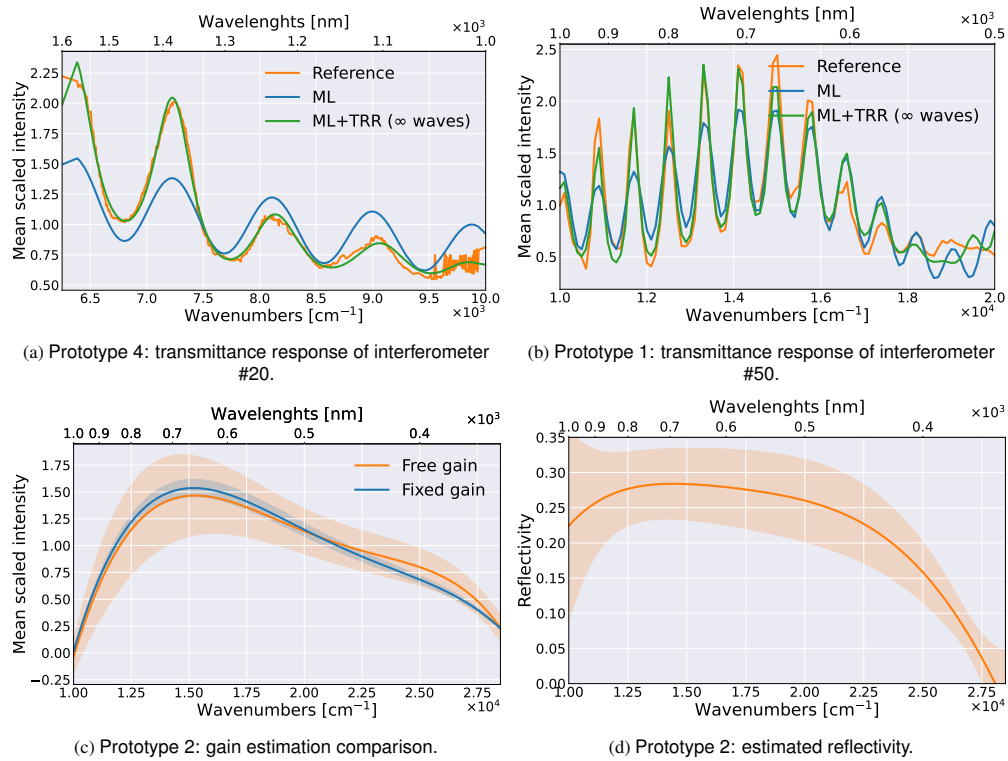 Wavelenghts [nm]
×10³
1.6 1.5 1.4 1.3 1.2 1.1 1.0
Mean scaled intensity
2.25
2.00
1.75
1.50
1.25
1.00
0.75
0.50
Reference
ML
ML+TRR (∞ waves)
6.5 7.0 7.5 8.0 8.5 9.0 9.5 10.0
Wavenumbers [cm⁻¹]
×10³
(a) Prototype 4: transmittance response of interferometer
#20.
Wavelenghts [nm]
×10³
1.0 0.9 0.8 0.7 0.6 0.5
Mean scaled intensity
2.5
2.0
1.5
1.0
0.5
Reference
ML
ML+TRR (∞ waves)
1.0 1.2 1.4 1.6 1.8 2.0
Wavenumbers [cm⁻¹]
×10⁴
(b) Prototype 1: transmittance response of interferometer
#50.
Wavelenghts [nm]
×10³
1.0 0.9 0.8 0.7 0.6 0.5 0.4
Mean scaled intensity
1.75
1.50
1.25
1.00
0.75
0.50
0.25
0.00
−0.25
Free gain
Fixed gain
1.00 1.25 1.50 1.75 2.00 2.25 2.50 2.75
Wavenumbers [cm⁻¹]
×10⁴
(c) Prototype 2: gain estimation comparison.
Wavelenghts [nm]
×10³
1.0 0.9 0.8 0.7 0.6 0.5 0.4
Reflectivity
0.35
0.30
0.25
0.20
0.15
0.10
0.05
0.00
1.00 1.25 1.50 1.75 2.00 2.25 2.50 2.75
Wavenumbers [cm⁻¹]
×10⁴
(d) Prototype 2: estimated reflectivity.